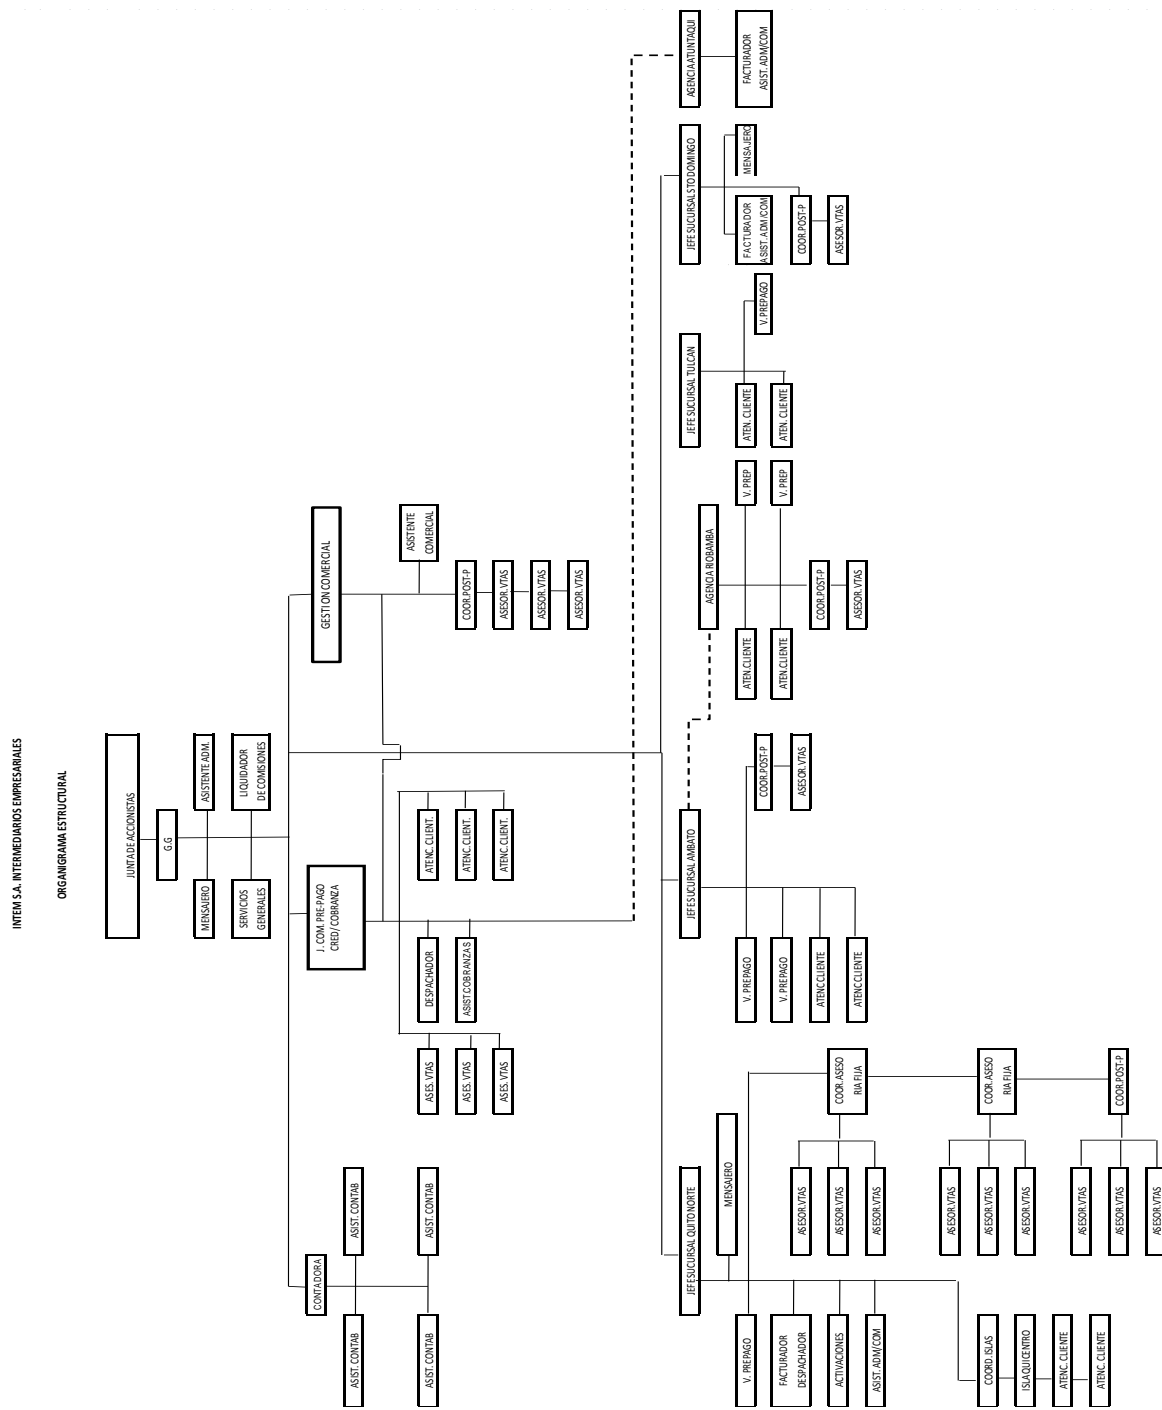 INTEM S.A. INTERMEDIARIOS EMPRESARIALES
ORGANIGRAMA ESTRUCTURAL
JUNTA DE ACCIONISTAS
G.G
MENSAJERO
ASISTENTE ADM.
SERVICIOS
GENERALES
LIQUIDADOR
DE COMISIONES
CONTADORA
J. COM. PRE-PAGO
CRED/ COBRANZA
GESTION COMERCIAL
ASIST. CONTAB
ASIST. CONTAB
ASIST. CONTAB
ASIST. CONTAB
ASES. VTAS
ASES. VTAS
ASES. VTAS
DESPACHADOR
ASIST.COBRANZAS
ATENC.CLIENT.
ATENC.CLIENT.
ATENC.CLIENT.
ASISTENTE
COMERCIAL
COOR.POST-P
ASESOR.VTAS
ASESOR.VTAS
ASESOR.VTAS
JEFE SUCURSAL QUITO NORTE
MENSAJERO
V. PREPAGO
FACTURADOR
DESPACHADOR
ACTIVACIONES
ASIST. ADM/COM
COORD. ISLAS
ISLA QUICENTRO
ATENC. CLIENTE
ATENC. CLIENTE
COOR. ASESO
RIA FIJA
ASESOR.VTAS
ASESOR.VTAS
ASESOR.VTAS
COOR. ASESO
RIA FIJA
ASESOR.VTAS
ASESOR.VTAS
ASESOR.VTAS
COOR.POST-P
ASESOR.VTAS
ASESOR.VTAS
ASESOR.VTAS
JEFE SUCURSAL AMBATO
V. PREPAGO
V. PREPAGO
ATENC CLIENTE
ATENC CLIENTE
COOR.POST-P
ASESOR.VTAS
AGENCIA RIOBAMBA
ATEN.CLIENTE
V. PREP
ATEN.CLIENTE
V. PREP
COOR.POST-P
ASESOR.VTAS
JEFE SUCURSAL TULCAN
ATEN. CLIENTE
V. PREPAGO
ATEN. CLIENTE
JEFE SUCURSAL STO DOMINGO
FACTURADOR
ASIST. ADM/COM
MENSAJERO
COOR.POST-P
ASESOR.VTAS
AGENCIA ATUNTAQUI
FACTURADOR
ASIST. ADM/COM